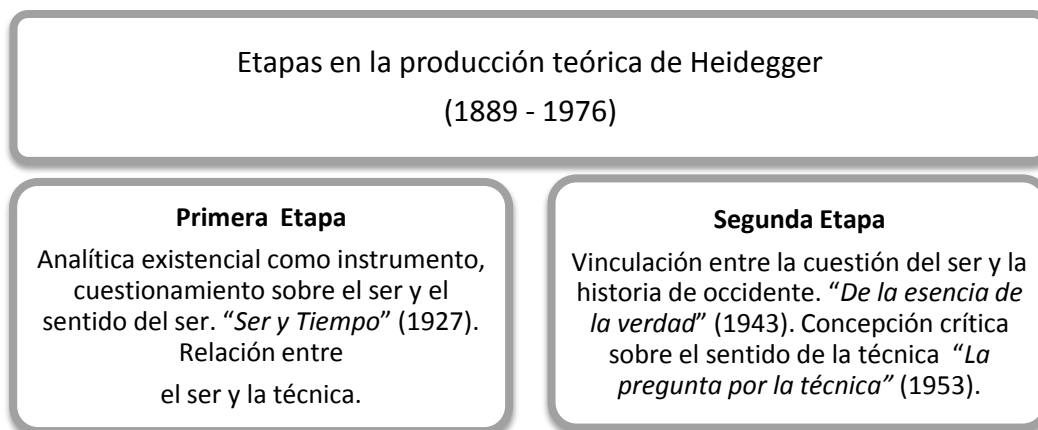 Etapas en la producción teórica de Heidegger
(1889 - 1976)
Primera Etapa
Analítica existencial como instrumento,
cuestionamiento sobre el ser y el
sentido del ser. “Ser y Tiempo” (1927).
Relación entre
el ser y la técnica.
Segunda Etapa
Vinculación entre la cuestión del ser y la
historia de occidente. “De la esencia de
la verdad” (1943). Concepción crítica
sobre el sentido de la técnica “La
pregunta por la técnica” (1953).